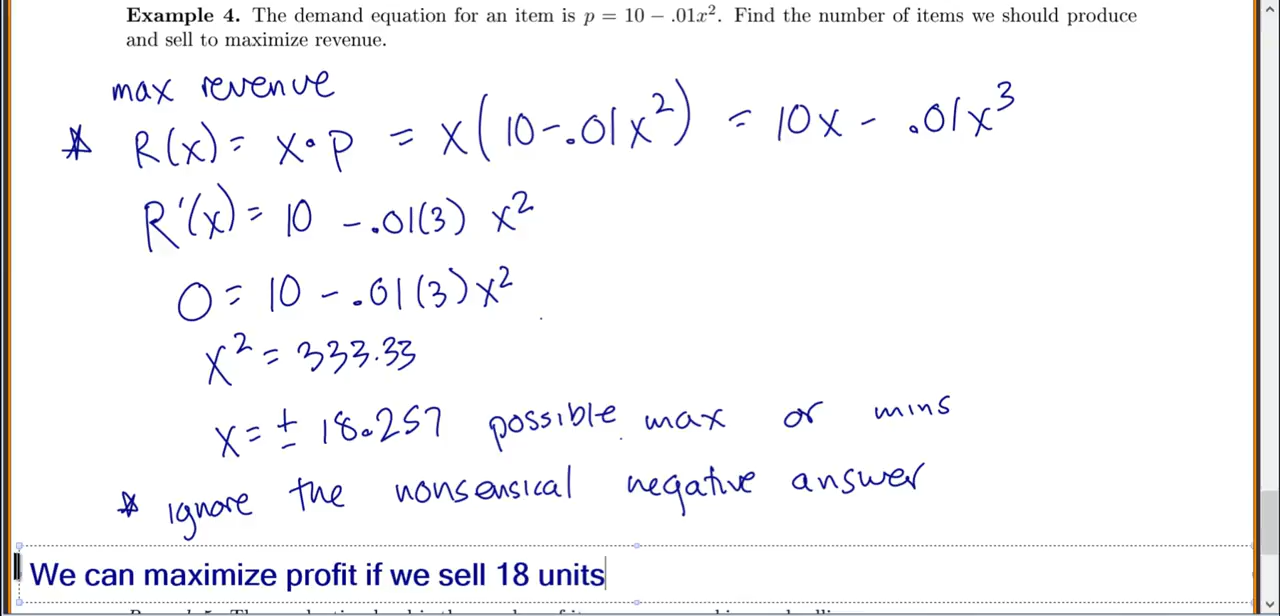 Example 4. The demand equation for an item is p = 10 − .01x². Find the number of items we should produce
and sell to maximize revenue.
max revenue
* R(x) = x • p = x(10 - .01x²) = 10x - .01x³
R'(x) = 10 - .01(3) x²
0 = 10 - .01(3)x²
x² = 333.33
x = ± 18.257 possible max or mins
* ignore the nonsensical negative answer
We can maximize profit if we sell 18 units